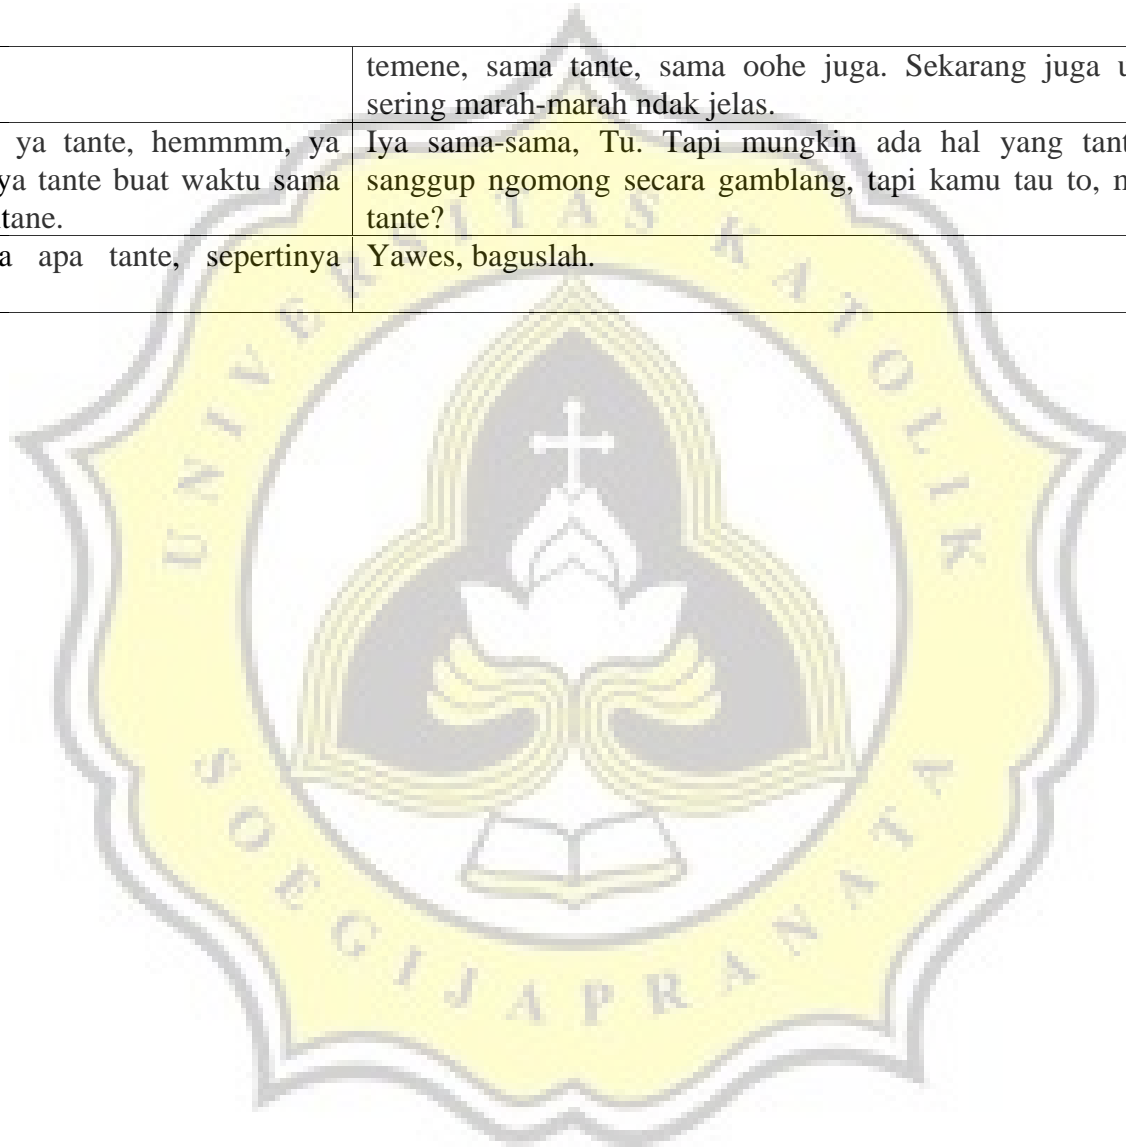 temene, sama tante, sama oohe juga. Sekarang juga
sering marah-marah ndak jelas.
ya tante, hemmmm, ya
ya tante buat waktu sama
Iya sama-sama, Tu. Tapi mungkin ada hal yang
sanggup ngomong secara gamblang, tapi kamu tau to,
tante?
apa tante, sepertinya
Yawes, baguslah.
UNIVERSITAS KATOLIK
SOEGIJAPRANATA